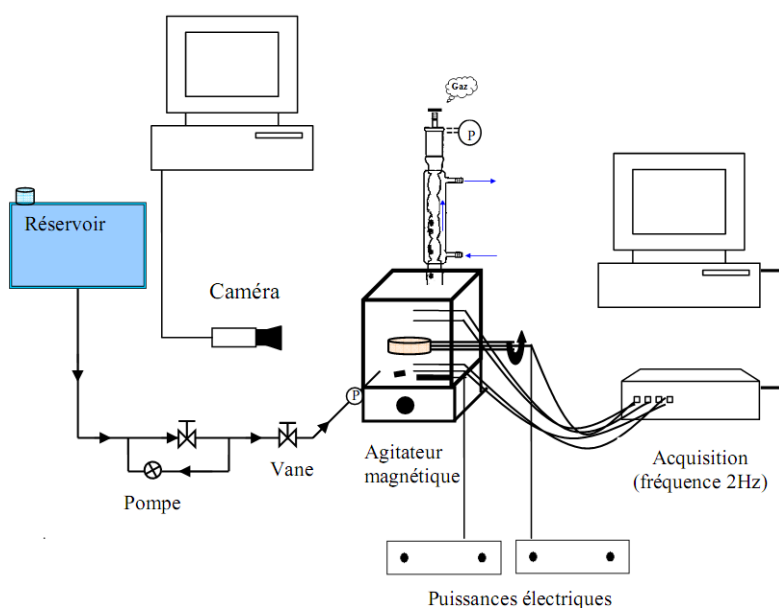 Gaz
P
Réservoir
Caméra
P
Vane
Pompe
Agitateur
magnétique
Acquisition
(fréquence 2Hz)
Puissances électriques